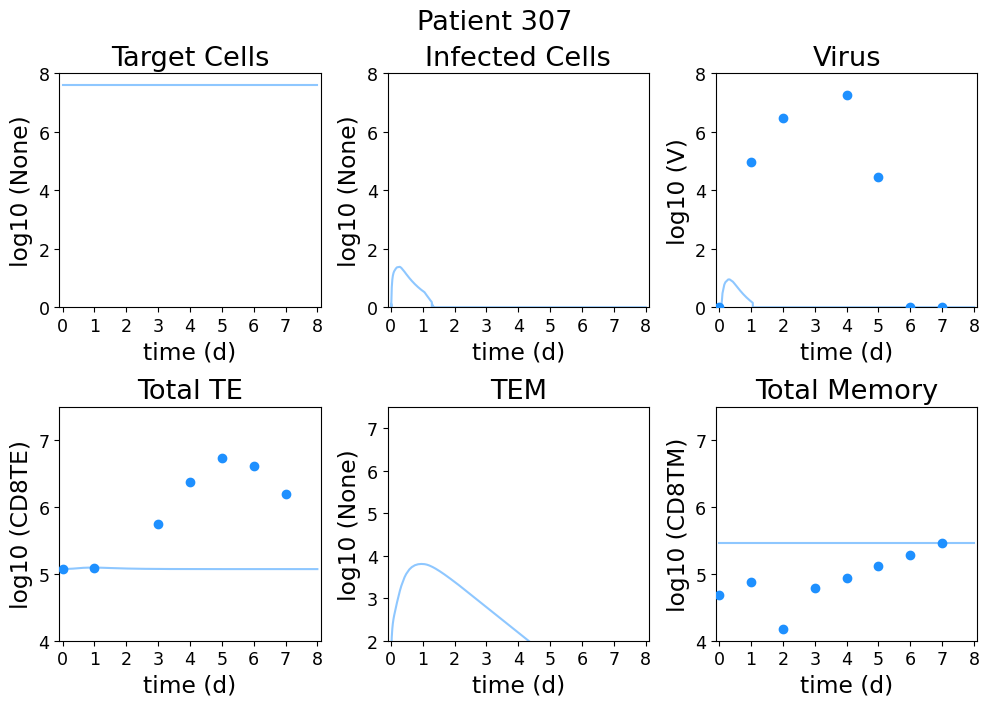 Patient 307
Target Cells
Infected Cells
Virus
log10 (None)
8
6
4
2
0
0 1 2 3 4 5 6 7 8
time (d)
log10 (None)
8
6
4
2
0
0 1 2 3 4 5 6 7 8
time (d)
log10 (V)
8
6
4
2
0
0 1 2 3 4 5 6 7 8
time (d)
Total TE
TEM
Total Memory
log10 (CD8TE)
7
6
5
4
0 1 2 3 4 5 6 7 8
time (d)
log10 (None)
7
6
5
4
3
2
0 1 2 3 4 5 6 7 8
time (d)
log10 (CD8TM)
7
6
5
4
0 1 2 3 4 5 6 7 8
time (d)